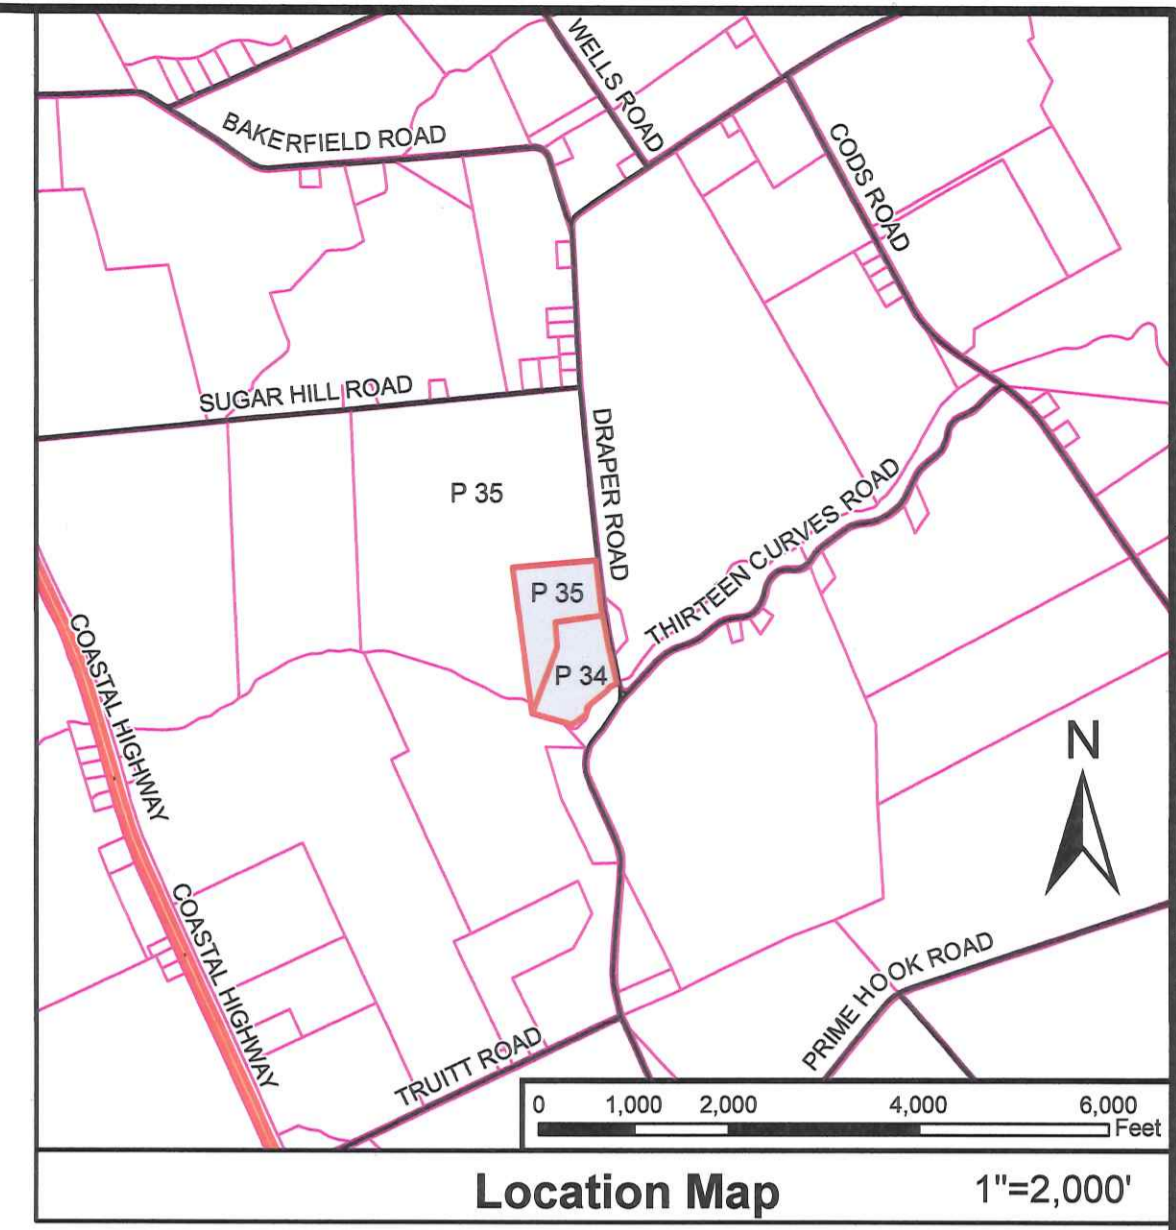 WELLS ROAD
BAKERFIELD ROAD
CODS ROAD
SUGAR HILL ROAD
DRAPER ROAD
P 35
THIRTEEN CURVES ROAD
P 35
P 34
COASTAL HIGHWAY
N
COASTAL HIGHWAY
PRIME HOOK ROAD
TRUITT ROAD
0 1,000 2,000 4,000 6,000
Feet
Location Map 1"=2,000'